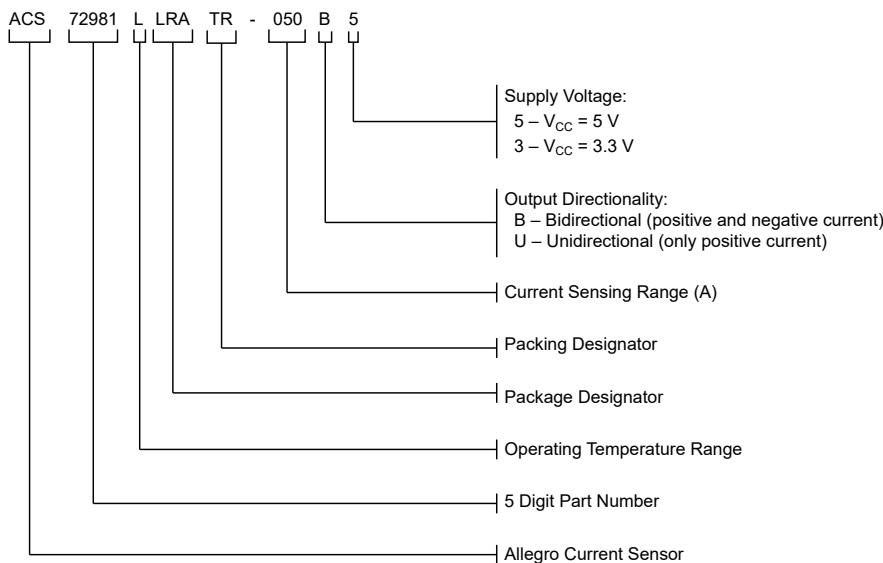 ACS 72981 L LRA TR - 050 B 5
Supply Voltage:
5 – VCC = 5 V
3 – VCC = 3.3 V
Output Directionality:
B – Bidirectional (positive and negative current)
U – Unidirectional (only positive current)
Current Sensing Range (A)
Packing Designator
Package Designator
Operating Temperature Range
5 Digit Part Number
Allegro Current Sensor